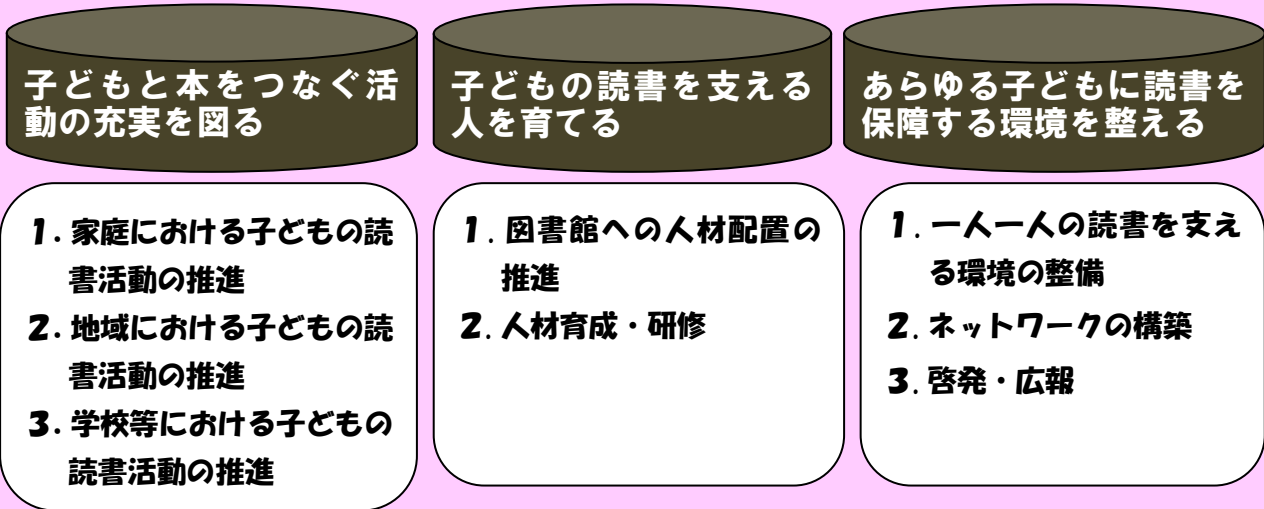 子どもと本をつなぐ活
動の充実を図る
1. 家庭における子どもの読
書活動の推進
2. 地域における子どもの読
書活動の推進
3. 学校等における子どもの
読書活動の推進
子どもの読書を支える
人を育てる
1. 図書館への人材配置の
推進
2. 人材育成・研修
あらゆる子どもに読書を
保障する環境を整える
1. 一人一人の読書を支え
る環境の整備
2. ネットワークの構築
3. 啓発・広報